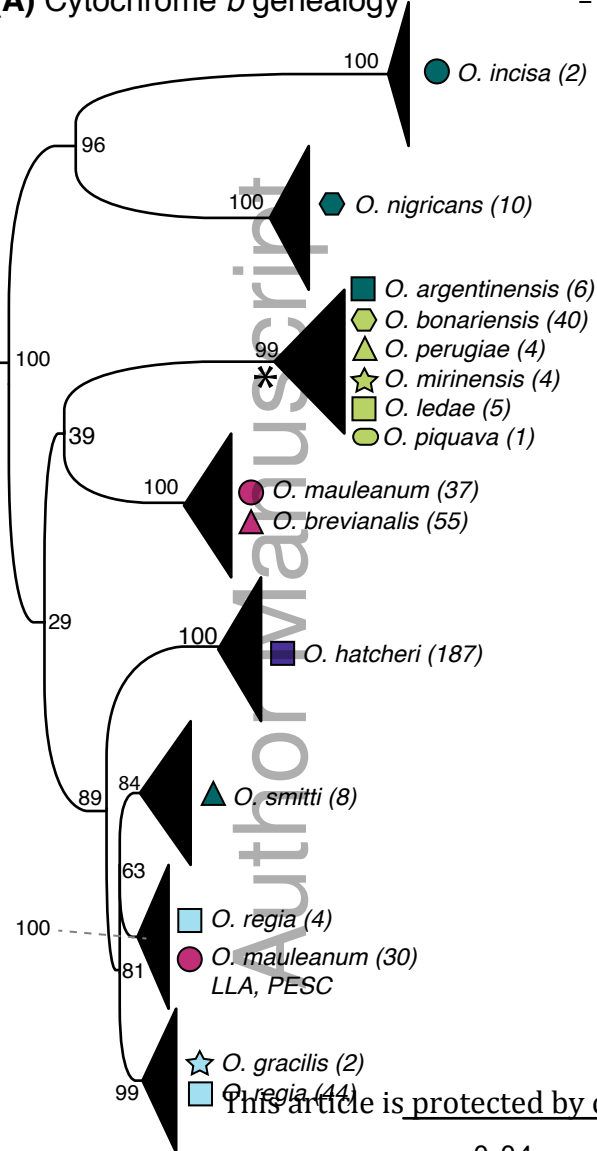 (A) Cytochrome b genealogy
100
O. incisa (2)
96
100
O. nigricans (10)
O. argentinensis (6)
O. bonariensis (40)
99
O. perugiae (4)
*
O. mirinensis (4)
O. ledae (5)
O. piquava (1)
100
39
100
O. mauleanum (37)
O. brevianalis (55)
29
100
O. hatcheri (187)
84
O. smitti (8)
89
63
100
O. regia (4)
O. mauleanum (30)
LLA, PESC
81
O. gracilis (2)
99
O. regia (44)
This article is protected by
Author Manuscript